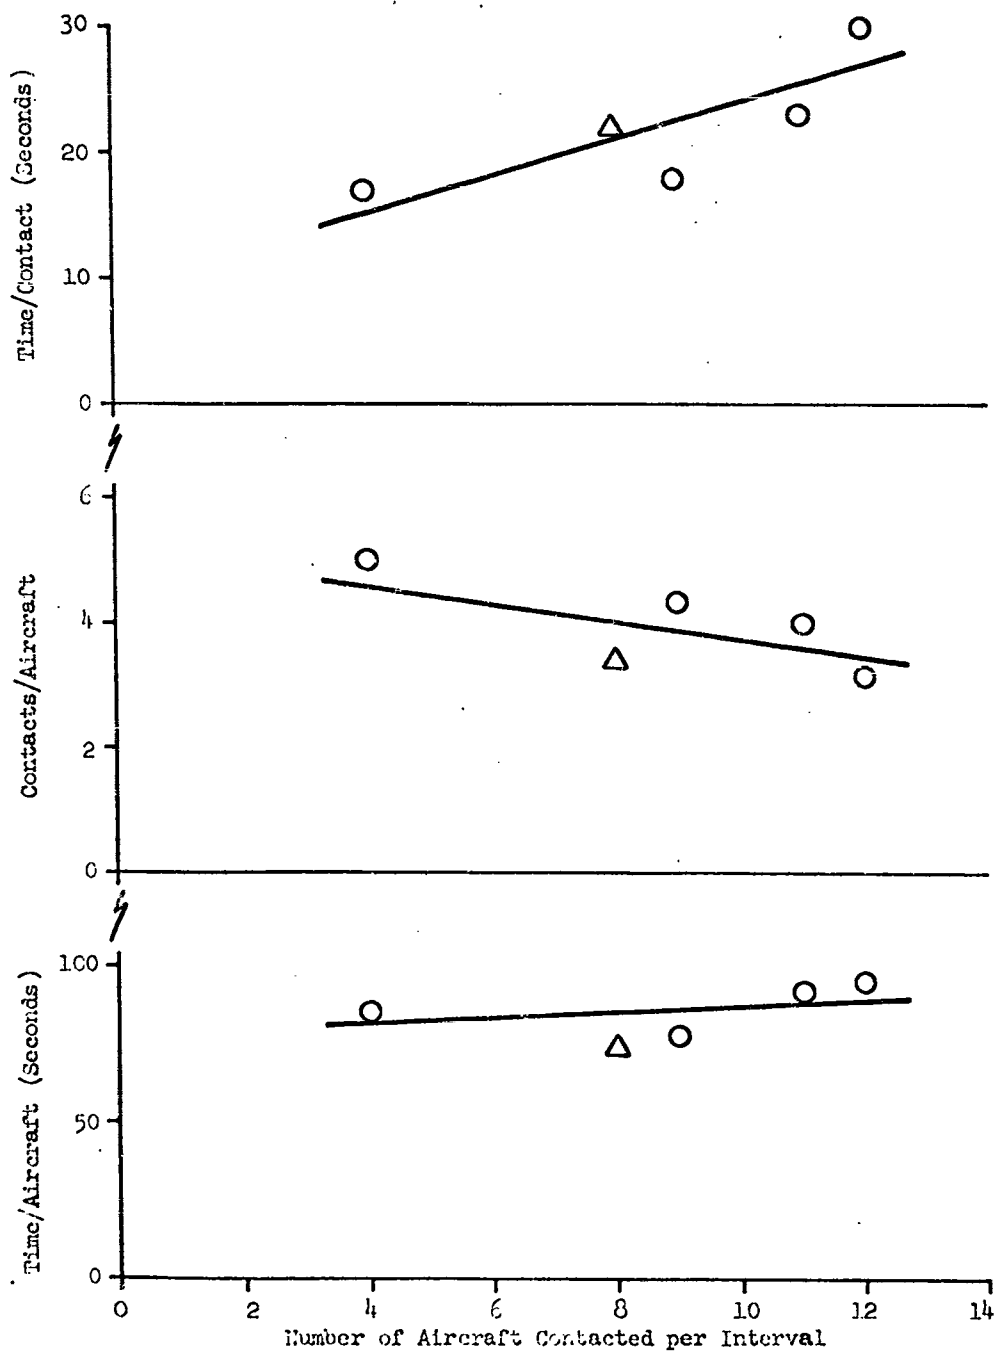 30
20
10
0
Time/Contact (Seconds)
6
4
2
0
Contacts/Aircraft
100
50
0
Time/Aircraft (Seconds)
0 2 4 6 8 10 12 14
Number of Aircraft Contacted per Interval